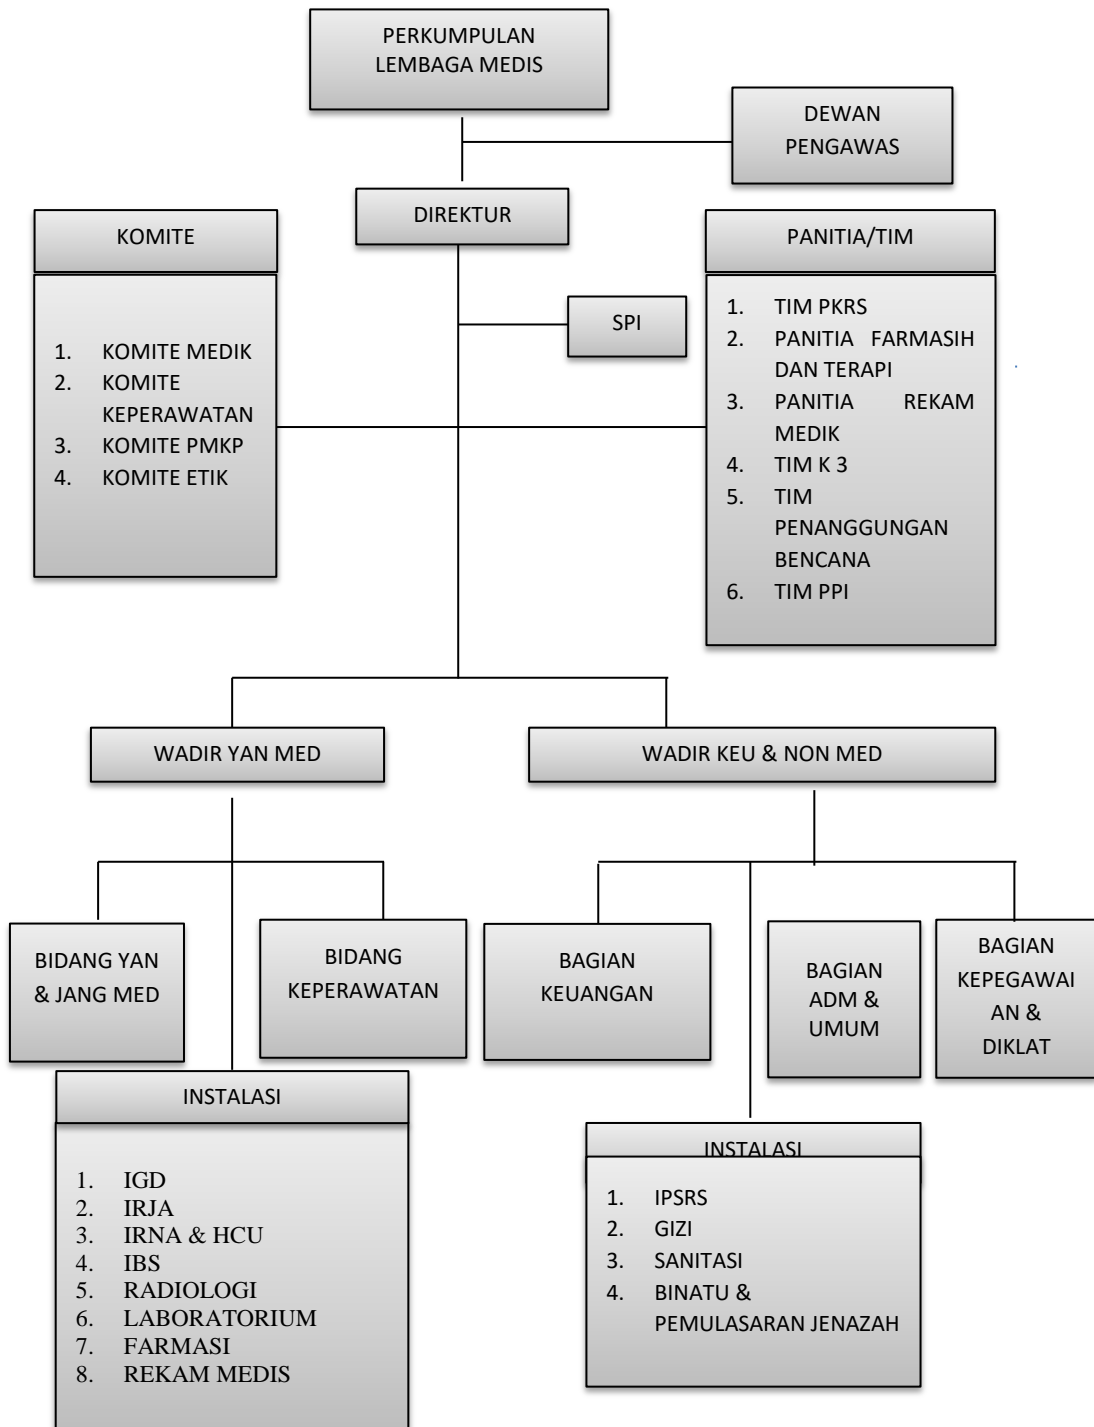 PERKUMPULAN
LEMBAGA MEDIS
DEWAN
PENGAWAS
DIREKTUR
KOMITE
PANITIA/TIM
1. KOMITE MEDIK
2. KOMITE
KEPERAWATAN
3. KOMITE PMKP
4. KOMITE ETIK
SPI
1. TIM PKRS
2. PANITIA FARMASIH
DAN TERAPI
3. PANITIA REKAM
MEDIK
4. TIM K 3
5. TIM
PENANGGUNGAN
BENCANA
6. TIM PPI
WADIR YAN MED
WADIR KEU & NON MED
BIDANG YAN
& JANG MED
BIDANG
KEPERAWATAN
BAGIAN
KEUANGAN
BAGIAN
ADM &
UMUM
BAGIAN
KEPEGAWAI
AN &
DIKLAT
INSTALASI
1. IGD
2. IRJA
3. IRNA & HCU
4. IBS
5. RADIOLOGI
6. LABORATORIUM
7. FARMASI
8. REKAM MEDIS
INSTALASI
1. IPSRS
2. GIZI
3. SANITASI
4. BINATU &
PEMULASARAN JENAZAH